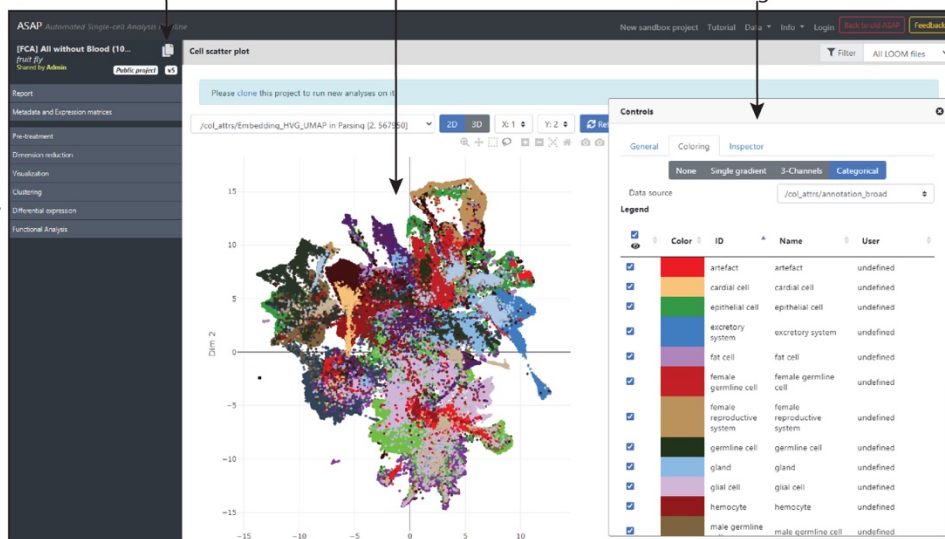 ASAP Automated Single-cell Analysis
New sandbox project Tutorial Data Info Login Back to old ASAP Feedback
[FCA] All without Blood (10...
fruit fly
Shared by Admin
Public project v5
Cell scatter plot
Filter All LOOM files
Please clone this project to run new analyses on it
Report
Metadata and Expression matrices
Pre-treatment
Dimension reduction
Visualization
Clustering
Differential expression
Functional Analysis
/col_attrs/Embedding_HVG_UMAP in Parsing [2, 567950]
2D 3D X: 1 Y: 2
15
10
5
0
−5
−10
−15
Dim 2
−15 −10 −5 0 5 10
Controls
General Coloring Inspector
None Single gradient 3-Channels Categorical
Data source /col_attrs/annotation_broad
Legend
Color ID Name User
artefact artefact undefined
cardial cell cardial cell undefined
epithelial cell epithelial cell undefined
excretory system excretory system undefined
fat cell fat cell undefined
female germline cell female germline cell undefined
female reproductive system female reproductive system undefined
germline cell germline cell undefined
gland gland undefined
glial cell glial cell undefined
hemocyte hemocyte undefined
male germline male germline cell undefined